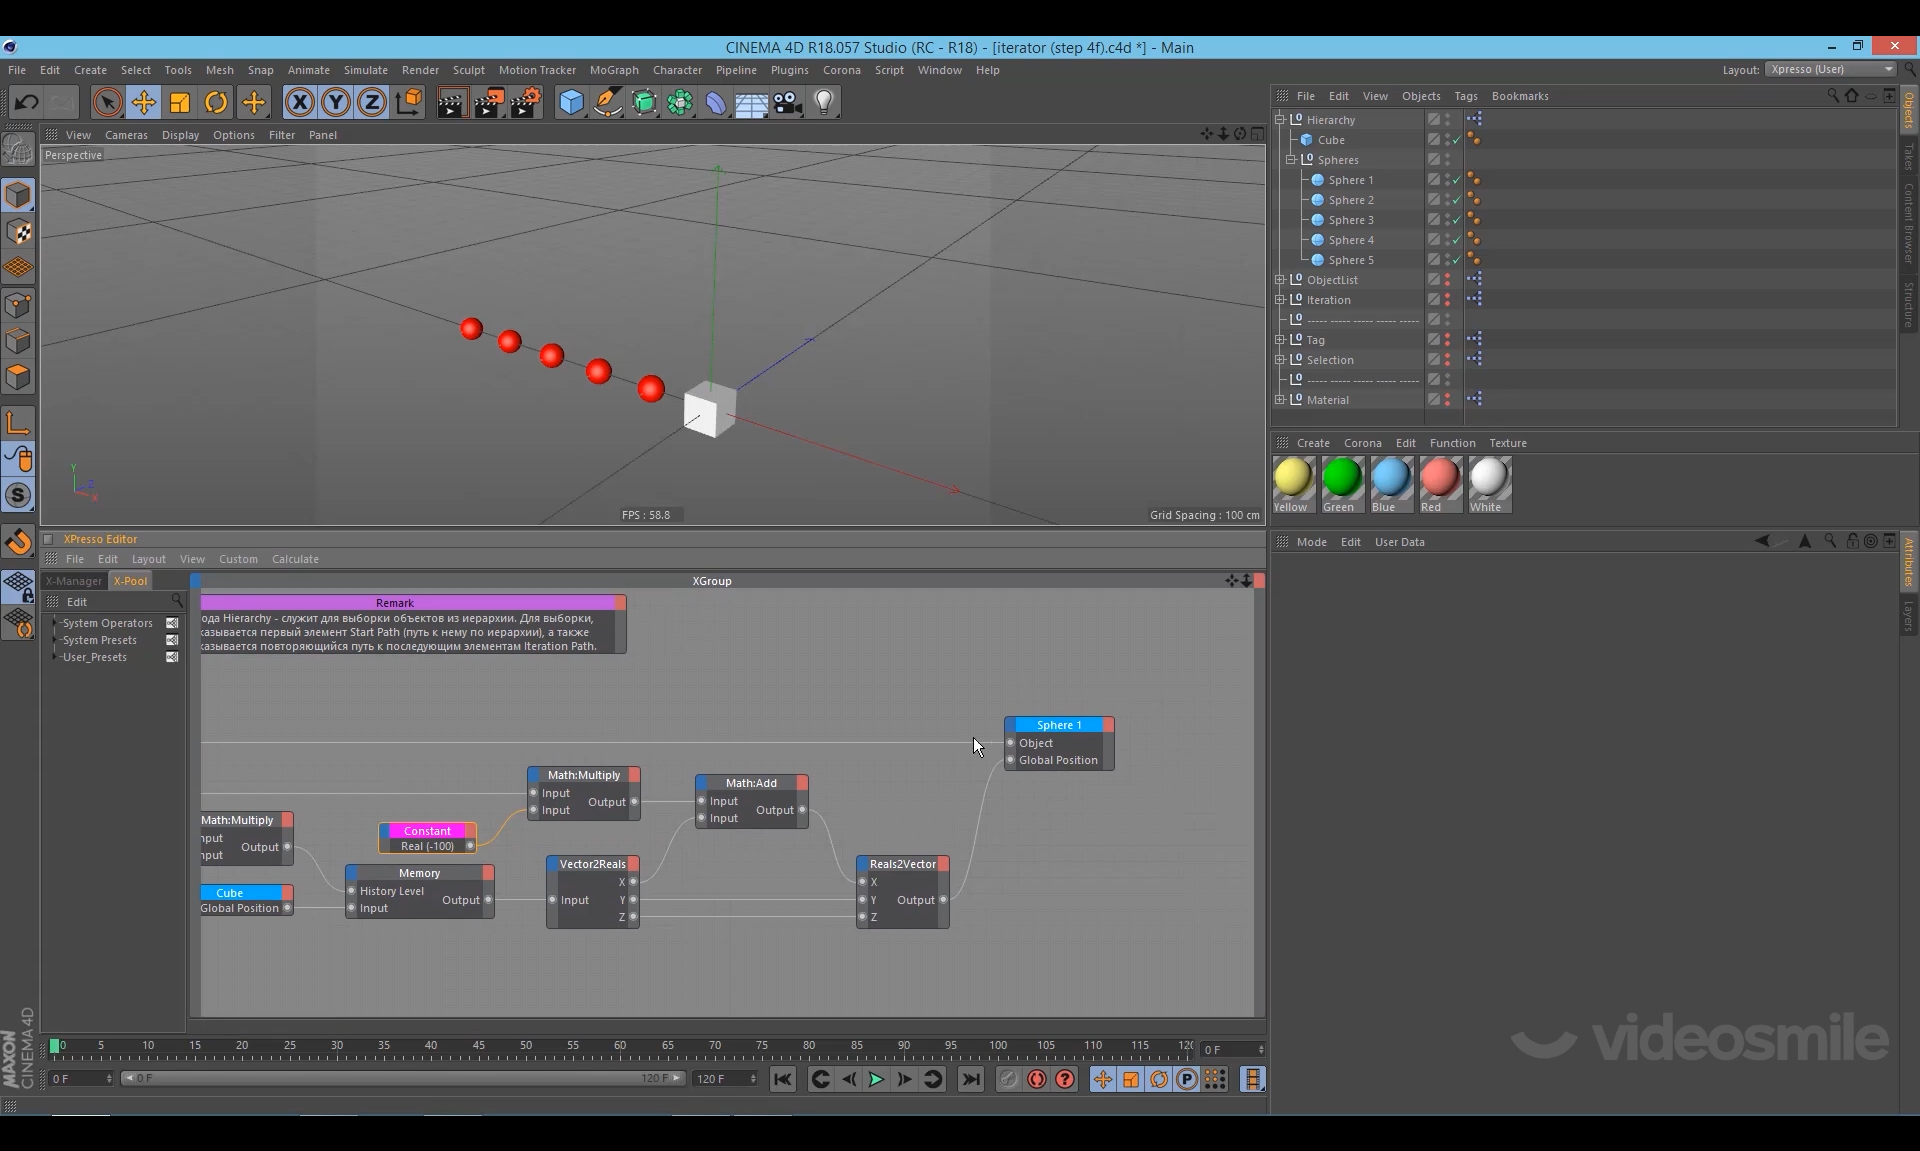 CINEMA 4D R18.057 Studio (RC - R18) - [iterator (step 4f).c4d *] - Main
File Edit Create Select Tools Mesh Snap Animate Simulate Render Sculpt Motion Tracker MoGraph Character Pipeline Plugins Corona Script Window Help
Layout: Xpresso (User)
X Y Z
File Edit View Objects Tags Bookmarks
Hierarchy
Cube
Spheres
Sphere 1
Sphere 2
Sphere 3
Sphere 4
Sphere 5
ObjectList
Iteration
----- ----- ----- ----- -----
Tag
Selection
----- ----- ----- ----- -----
Material
Objects
Takes
Content Browser
Structure
View Cameras Display Options Filter Panel
Perspective
Y
Z
X
FPS : 58.8
Grid Spacing : 100 cm
Create Corona Edit Function Texture
Yellow Green Blue Red White
Mode Edit User Data
Attributes
Layers
XPresso Editor
File Edit Layout View Custom Calculate
X-Manager X-Pool
XGroup
Edit
System Operators
System Presets
User_Presets
Remark
ода Hierarchy - служит для выборки объектов из иерархии. Для выборки,
казывается первый элемент Start Path (путь к нему по иерархии), а также
казывается повторяющийся путь к последующим элементам Iteration Path.
Sphere 1
Object
Global Position
Math:Multiply
Input
Output
Input
Math:Add
Input
Output
Input
Math:Multiply
nput
Output
nput
Constant
Real (-100)
Memory
History Level
Output
Input
Cube
Global Position
Vector2Reals
X
Input Y
Z
Reals2Vector
X
Y Output
Z
0 5 10 15 20 25 30 35 40 45 50 55 60 65 70 75 80 85 90 95 100 105 110 115 120
0 F
0 F
0 F
120 F
120 F
P
MAXON
CINEMA 4D
videosmile